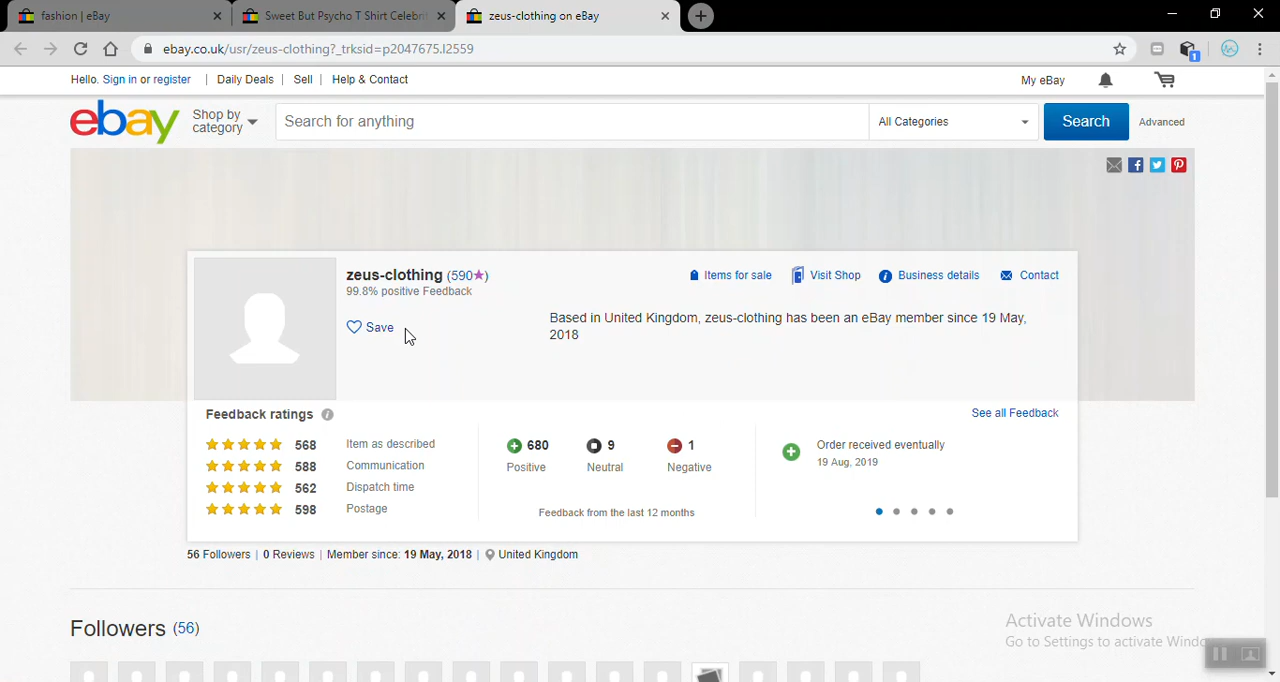 fashion | eBay
Sweet But Psycho T Shirt Celebrit
zeus-clothing on eBay
ebay.co.uk/usr/zeus-clothing?_trksid=p2047675.l2559
1
Hello. Sign in or register | Daily Deals | Sell | Help & Contact
My eBay
ebay
Shop by category
Search for anything
All Categories
Search
Advanced
zeus-clothing (590★)
99.8% positive Feedback
Save
Items for sale
Visit Shop
Business details
Contact
Based in United Kingdom, zeus-clothing has been an eBay member since 19 May,
2018
Feedback ratings
See all Feedback
568 Item as described
588 Communication
562 Dispatch time
598 Postage
680 Positive
9 Neutral
1 Negative
Feedback from the last 12 months
Order received eventually
19 Aug, 2019
56 Followers | 0 Reviews | Member since: 19 May, 2018 | United Kingdom
Followers (56)
Activate Windows
Go to Settings to activate